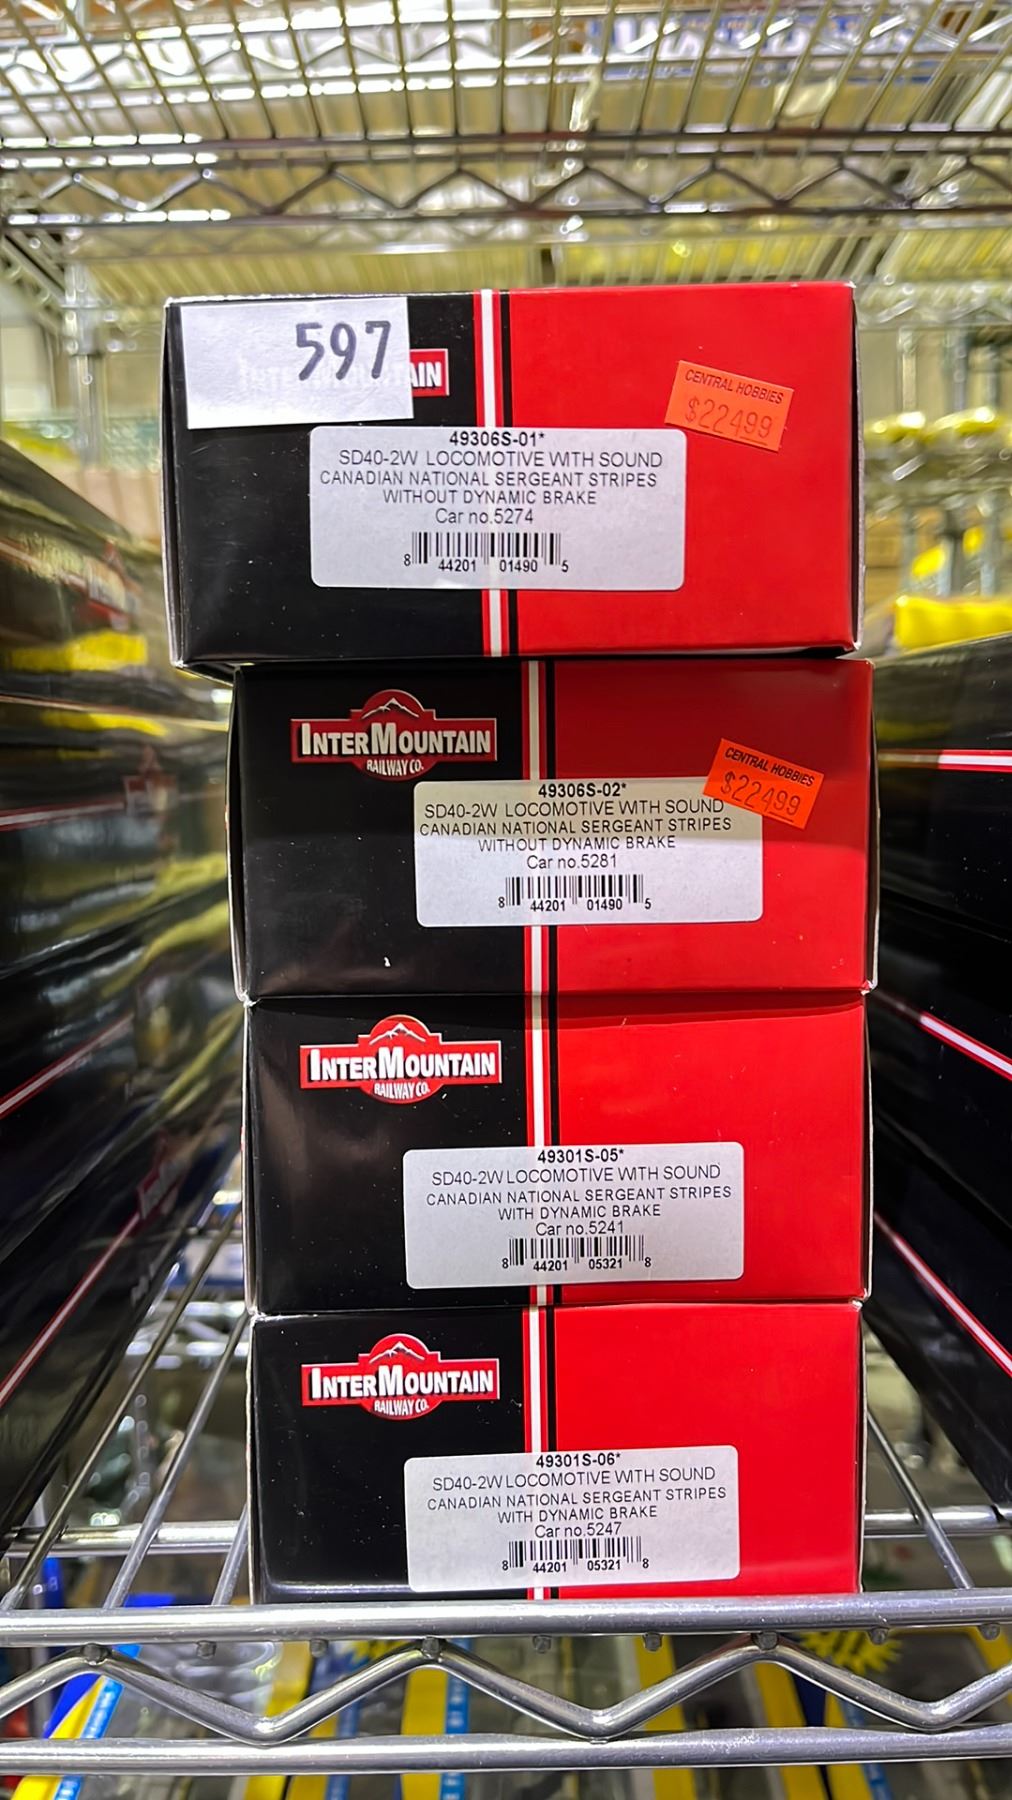 597
CENTRAL HOBBIES
$22499
49306S-01*
SD40-2W LOCOMOTIVE WITH SOUND
CANADIAN NATIONAL SERGEANT STRIPES
WITHOUT DYNAMIC BRAKE
Car no.5274
8 44201 01490 5
INTERMOUNTAIN
RAILWAY CO.
CENTRAL HOBBIES
$22499
49306S-02*
SD40-2W LOCOMOTIVE WITH SOUND
CANADIAN NATIONAL SERGEANT STRIPES
WITHOUT DYNAMIC BRAKE
Car no.5281
8 44201 01490 5
INTERMOUNTAIN
RAILWAY CO.
49301S-05*
SD40-2W LOCOMOTIVE WITH SOUND
CANADIAN NATIONAL SERGEANT STRIPES
WITH DYNAMIC BRAKE
Car no.5241
8 44201 05321 8
INTERMOUNTAIN
RAILWAY CO.
49301S-06*
SD40-2W LOCOMOTIVE WITH SOUND
CANADIAN NATIONAL SERGEANT STRIPES
WITH DYNAMIC BRAKE
Car no.5247
8 44201 05321 8